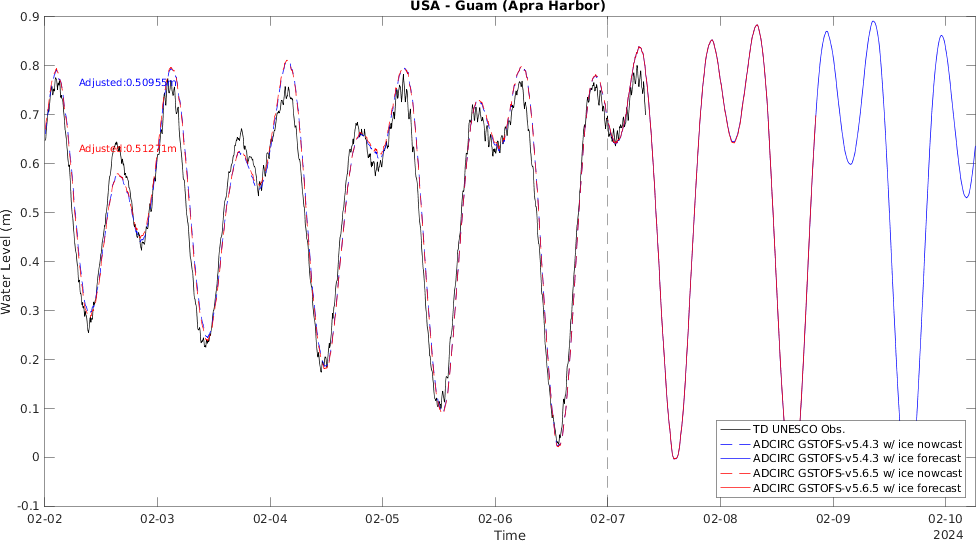 USA - Guam (Apra Harbor)
0.9
0.8
0.7
0.6
0.5
0.4
0.3
0.2
0.1
0
-0.1
Water Level (m)
Adjusted:0.50955m
Adjusted:0.51271m
TD UNESCO Obs.
ADCIRC GSTOFS-v5.4.3 w/ ice nowcast
ADCIRC GSTOFS-v5.4.3 w/ ice forecast
ADCIRC GSTOFS-v5.6.5 w/ ice nowcast
ADCIRC GSTOFS-v5.6.5 w/ ice forecast
02-02 02-03 02-04 02-05 02-06 02-07 02-08 02-09 02-10
Time 2024